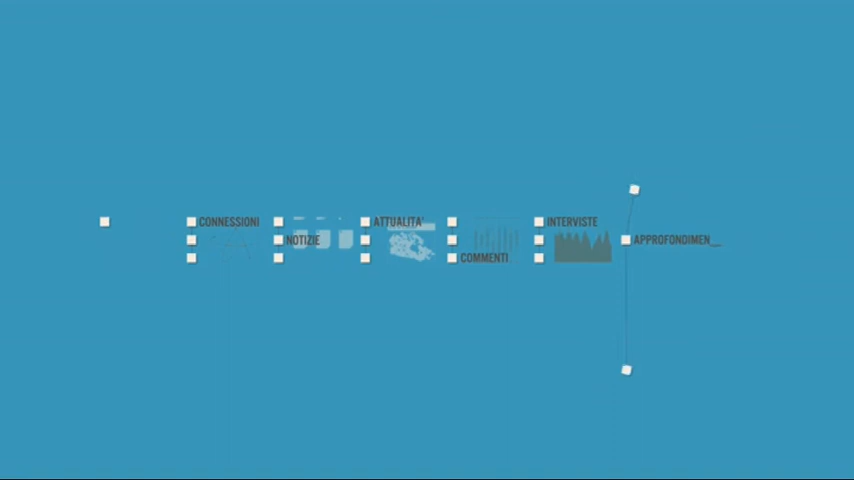 CONNESSIONI
NOTIZIE
ATTUALITA'
COMMENTI
INTERVISTE
APPROFONDIMEN_